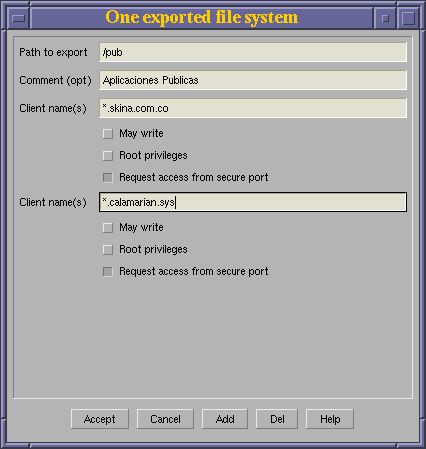 One exported file system
Path to export /pub
Comment (opt) Aplicaciones Publicas
Client name(s) *.skina.com.co
May write
Root privileges
Request access from secure port
Client name(s) *.calamarian.sys
May write
Root privileges
Request access from secure port
Accept Cancel Add Del Help